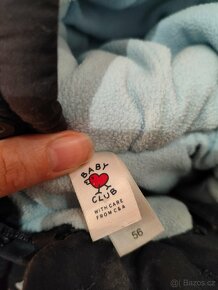 BABY
CLUB
WITH CARE
FROM C&A
56
Bazos.cz